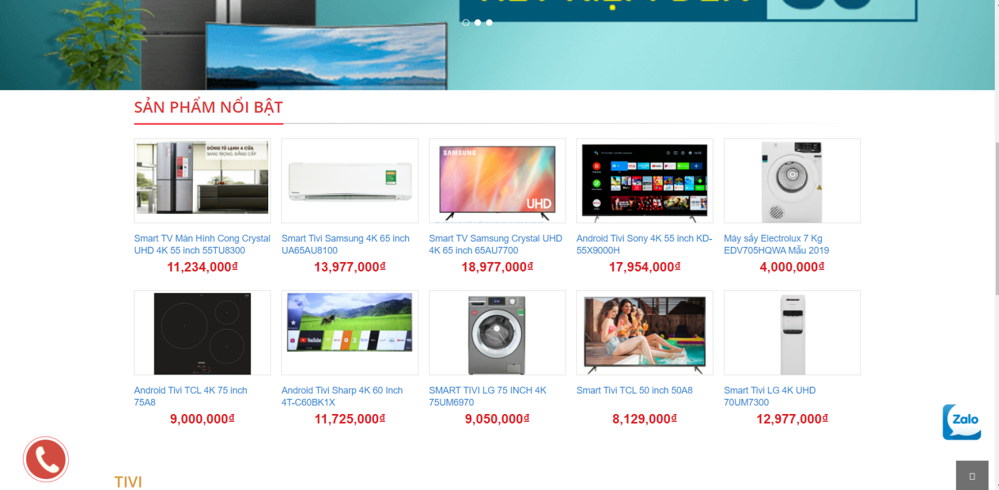 SẢN PHẨM NỔI BẬT
DÒNG TỦ LẠNH 4 CỬA
SANG TRỌNG, ĐẲNG CẤP
Panasonic
SAMSUNG
UHD
16:55
Smart TV Màn Hình Cong Crystal
UHD 4K 55 inch 55TU8300
11,234,000₫
Smart Tivi Samsung 4K 65 inch
UA65AU8100
13,977,000₫
Smart TV Samsung Crystal UHD
4K 65 inch 65AU7700
18,977,000₫
Android Tivi Sony 4K 55 inch KD-
55X9000H
17,954,000₫
Máy sấy Electrolux 7 Kg
EDV705HQWA Mẫu 2019
4,000,000₫
YouTube
Android Tivi TCL 4K 75 inch
75A8
9,000,000₫
Android Tivi Sharp 4K 60 Inch
4T-C60BK1X
11,725,000₫
SMART TIVI LG 75 INCH 4K
75UM6970
9,050,000₫
Smart Tivi TCL 50 inch 50A8
8,129,000₫
Smart Tivi LG 4K UHD
70UM7300
12,977,000₫
Zalo
TIVI